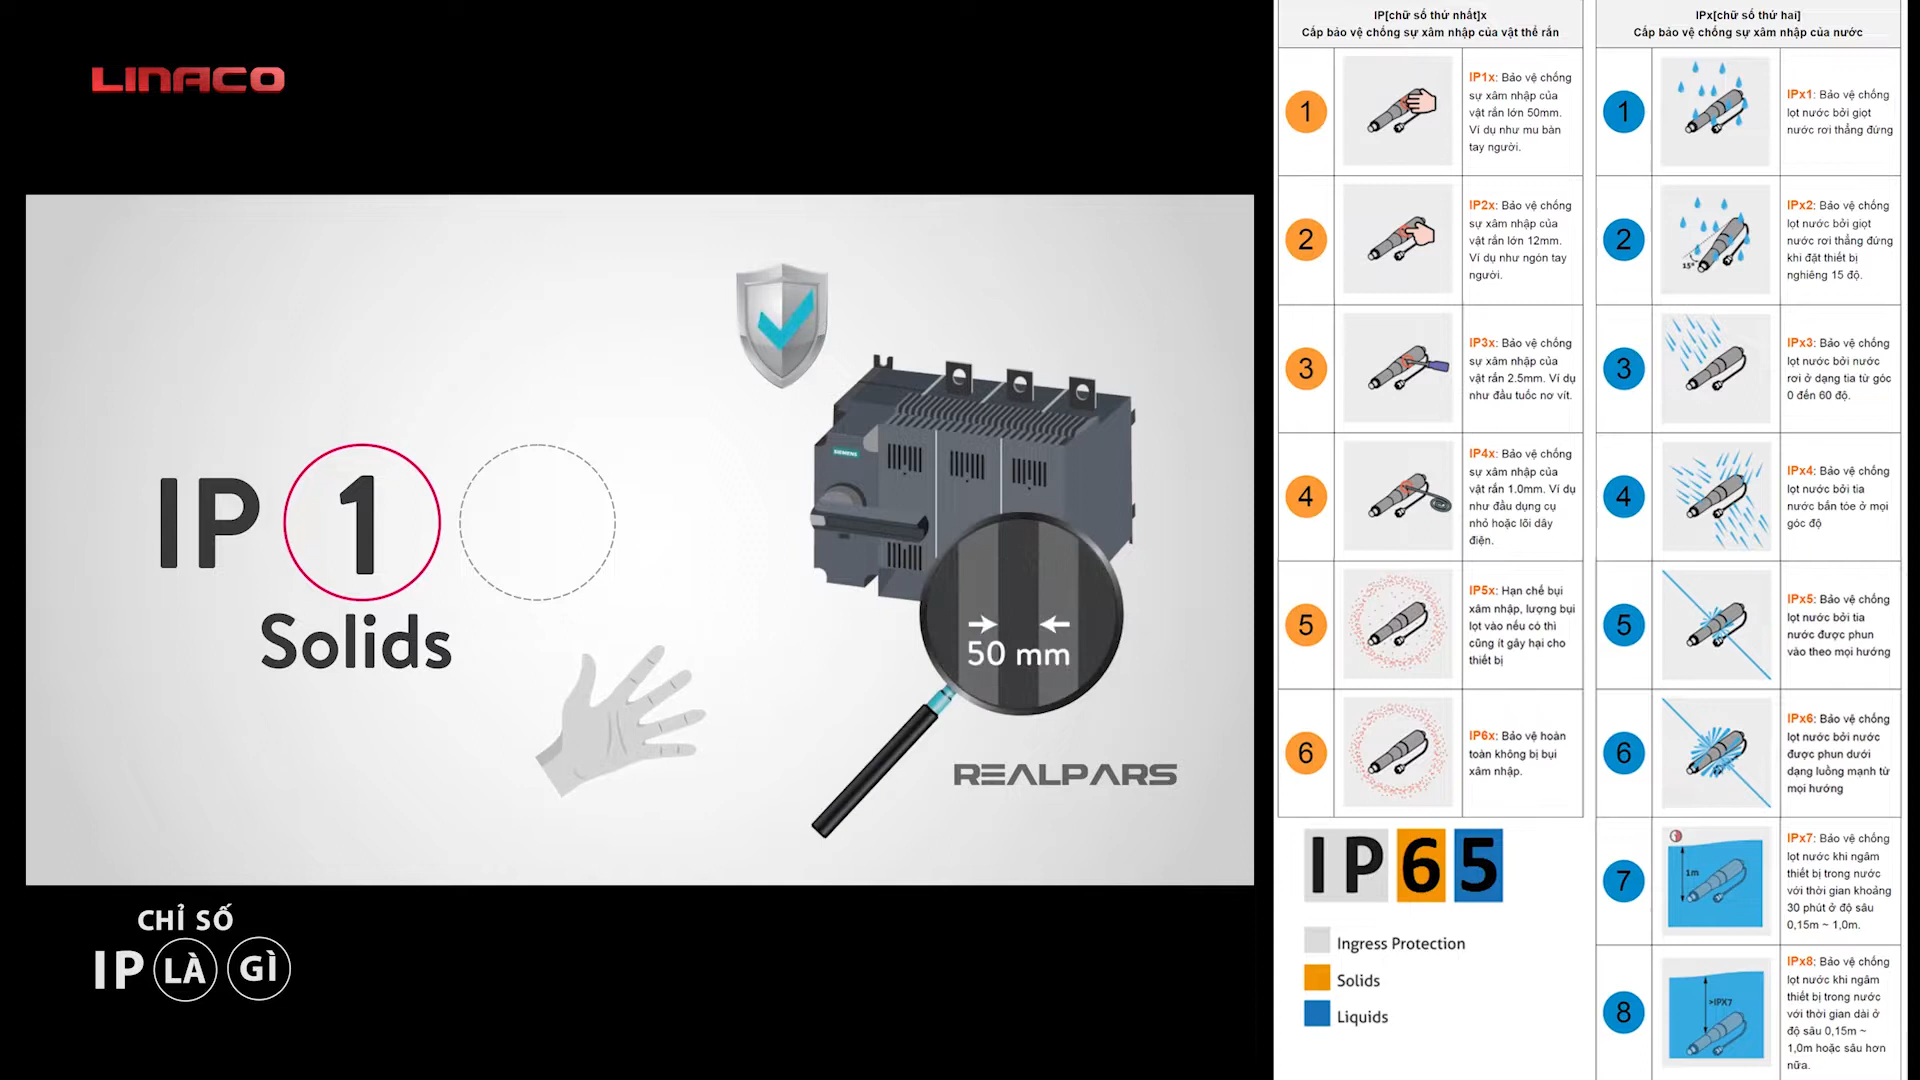 LINACO
SIEMENS
IP 1
Solids
50 mm
REALPARS
CHỈ SỐ
IP LÀ GÌ
IP[chữ số thứ nhất]x
Cấp bảo vệ chống sự xâm nhập của vật thể rắn
1
IP1x: Bảo vệ chống
sự xâm nhập của
vật rắn lớn 50mm.
Ví dụ như mu bàn
tay người.
2
IP2x: Bảo vệ chống
sự xâm nhập của
vật rắn lớn 12mm.
Ví dụ như ngón tay
người.
3
IP3x: Bảo vệ chống
sự xâm nhập của
vật rắn 2.5mm. Ví dụ
như đầu tuốc nơ vít.
4
IP4x: Bảo vệ chống
sự xâm nhập của
vật rắn 1.0mm. Ví dụ
như đầu dụng cụ
nhỏ hoặc lõi dây
điện.
5
IP5x: Hạn chế bụi
xâm nhập, lượng bụi
lọt vào nếu có thì
cũng ít gây hại cho
thiết bị
6
IP6x: Bảo vệ hoàn
toàn không bị bụi
xâm nhập.
IP65
Ingress Protection
Solids
Liquids
IPx[chữ số thứ hai]
Cấp bảo vệ chống sự xâm nhập của nước
1
IPx1: Bảo vệ chống
lọt nước bởi giọt
nước rơi thẳng đứng
2
15°
IPx2: Bảo vệ chống
lọt nước bởi giọt
nước rơi thẳng đứng
khi đặt thiết bị
nghiêng 15 độ.
3
IPx3: Bảo vệ chống
lọt nước bởi nước
rơi ở dạng tia từ góc
0 đến 60 độ.
4
IPx4: Bảo vệ chống
lọt nước bởi tia
nước bắn tóe ở mọi
góc độ
5
IPx5: Bảo vệ chống
lọt nước bởi tia
nước được phun
vào theo mọi hướng
6
IPx6: Bảo vệ chống
lọt nước bởi nước
được phun dưới
dạng luồng mạnh từ
mọi hướng
7
1m
IPx7: Bảo vệ chống
lọt nước khi ngâm
thiết bị trong nước
với thời gian khoảng
30 phút ở độ sâu
0,15m ~ 1,0m.
8
>IPX7
IPx8: Bảo vệ chống
lọt nước khi ngâm
thiết bị trong nước
với thời gian dài ở
độ sâu 0,15m ~
1,0m hoặc sâu hơn
nữa.